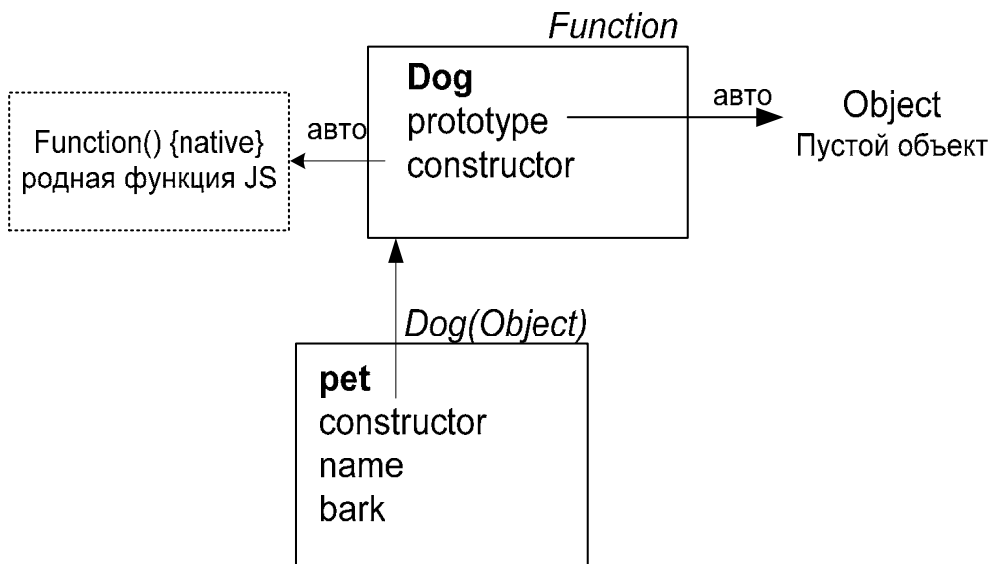 Function
Dog
prototype
constructor
авто
Object
Пустой объект
авто
Function() {native}
родная функция JS
Dog(Object)
pet
constructor
name
bark